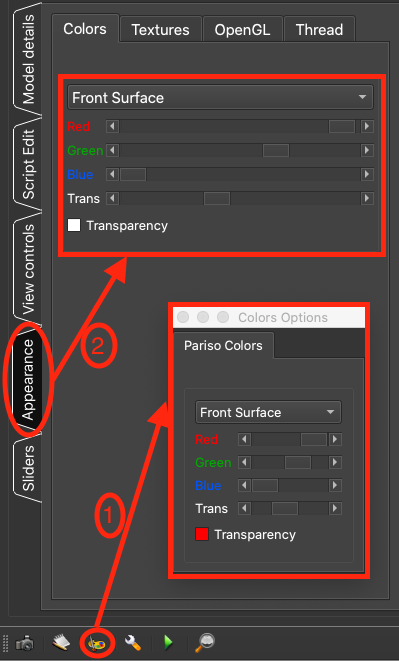 Colors Textures OpenGL Thread
Model details
Script Edit
View controls
Appearance
Sliders
Front Surface
Red
Green
Blue
Trans
Transparency
2
Colors Options
Pariso Colors
Front Surface
Red
Green
Blue
Trans
Transparency
1